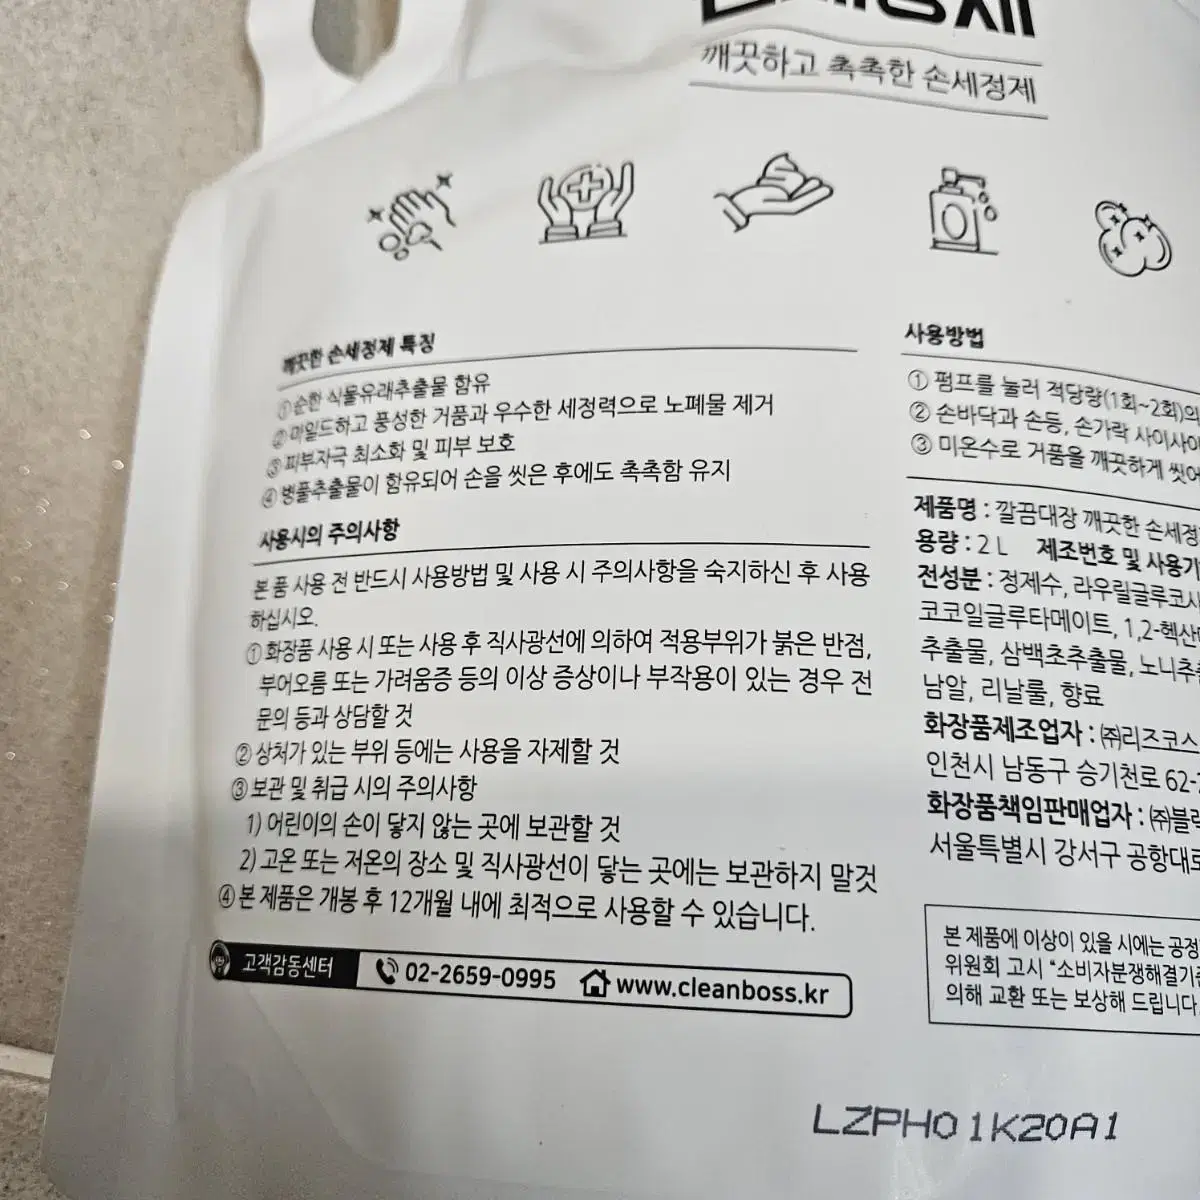 깨끗하고 촉촉한 손세정제
깨끗한 손세정제 특징
① 순한 식물유래추출물 함유
② 마일드하고 풍성한 거품과 우수한 세정력으로 노폐물 제거
③ 피부자극 최소화 및 피부 보호
④ 병풀추출물이 함유되어 손을 씻은 후에도 촉촉함 유지
사용시의 주의사항
본 품 사용 전 반드시 사용방법 및 사용 시 주의사항을 숙지하신 후 사용
하십시오.
① 화장품 사용 시 또는 사용 후 직사광선에 의하여 적용부위가 붉은 반점,
부어오름 또는 가려움증 등의 이상 증상이나 부작용이 있는 경우 전
문의 등과 상담할 것
② 상처가 있는 부위 등에는 사용을 자제할 것
③ 보관 및 취급 시의 주의사항
1) 어린이의 손이 닿지 않는 곳에 보관할 것
2) 고온 또는 저온의 장소 및 직사광선이 닿는 곳에는 보관하지 말것
④ 본 제품은 개봉 후 12개월 내에 최적으로 사용할 수 있습니다.
고객감동센터 02-2659-0995 www.cleanboss.kr
사용방법
① 펌프를 눌러 적당량(1회~2회)의
② 손바닥과 손등, 손가락 사이사이
③ 미온수로 거품을 깨끗하게 씻어
제품명 : 깔끔대장 깨끗한 손세정
용량 : 2 L 제조번호 및 사용기
전성분 : 정제수, 라우릴글루코사
코코일글루타메이트, 1,2-헥산
추출물, 삼백초추출물, 노니추출
남알, 리날룰, 향료
화장품제조업자 : ㈜리즈코스
인천시 남동구 승기천로 62-
화장품책임판매업자 : ㈜블랙
서울특별시 강서구 공항대로
본 제품에 이상이 있을 시에는 공정
위원회 고시 "소비자분쟁해결기준
의해 교환 또는 보상해 드립니다.
LZPH01K20A1